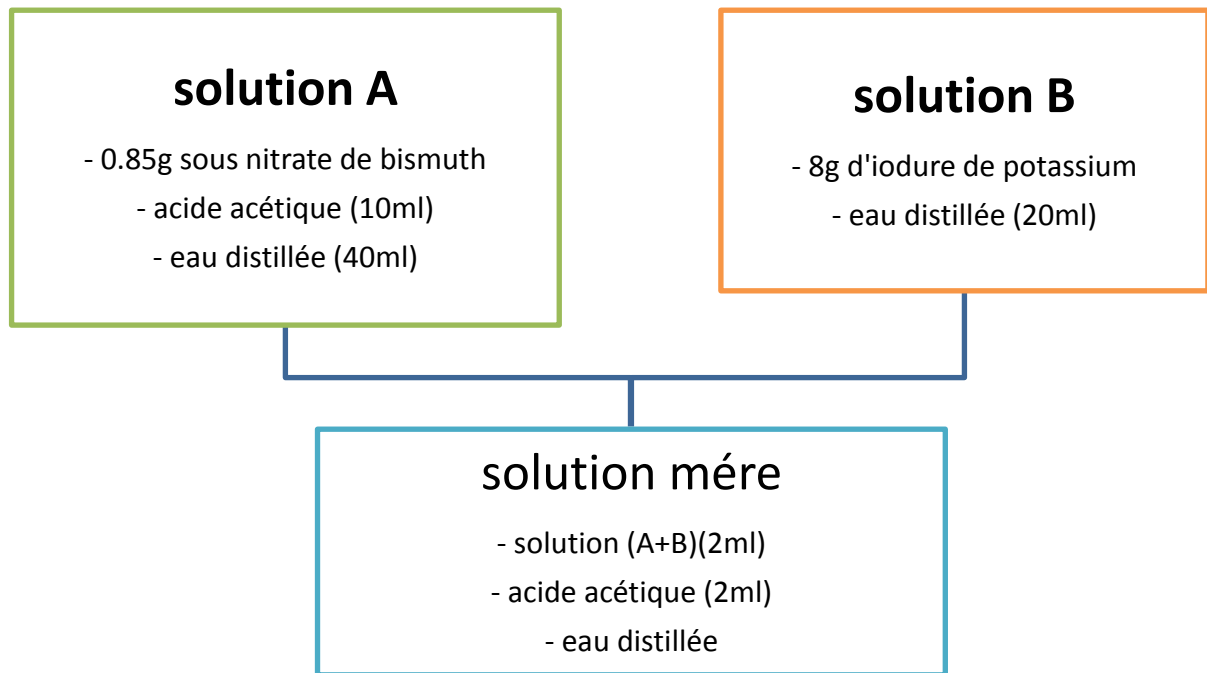 solution A
- 0.85g sous nitrate de bismuth
- acide acétique (10ml)
- eau distillée (40ml)
solution B
- 8g d'iodure de potassium
- eau distillée (20ml)
solution mére
- solution (A+B)(2ml)
- acide acétique (2ml)
- eau distillée